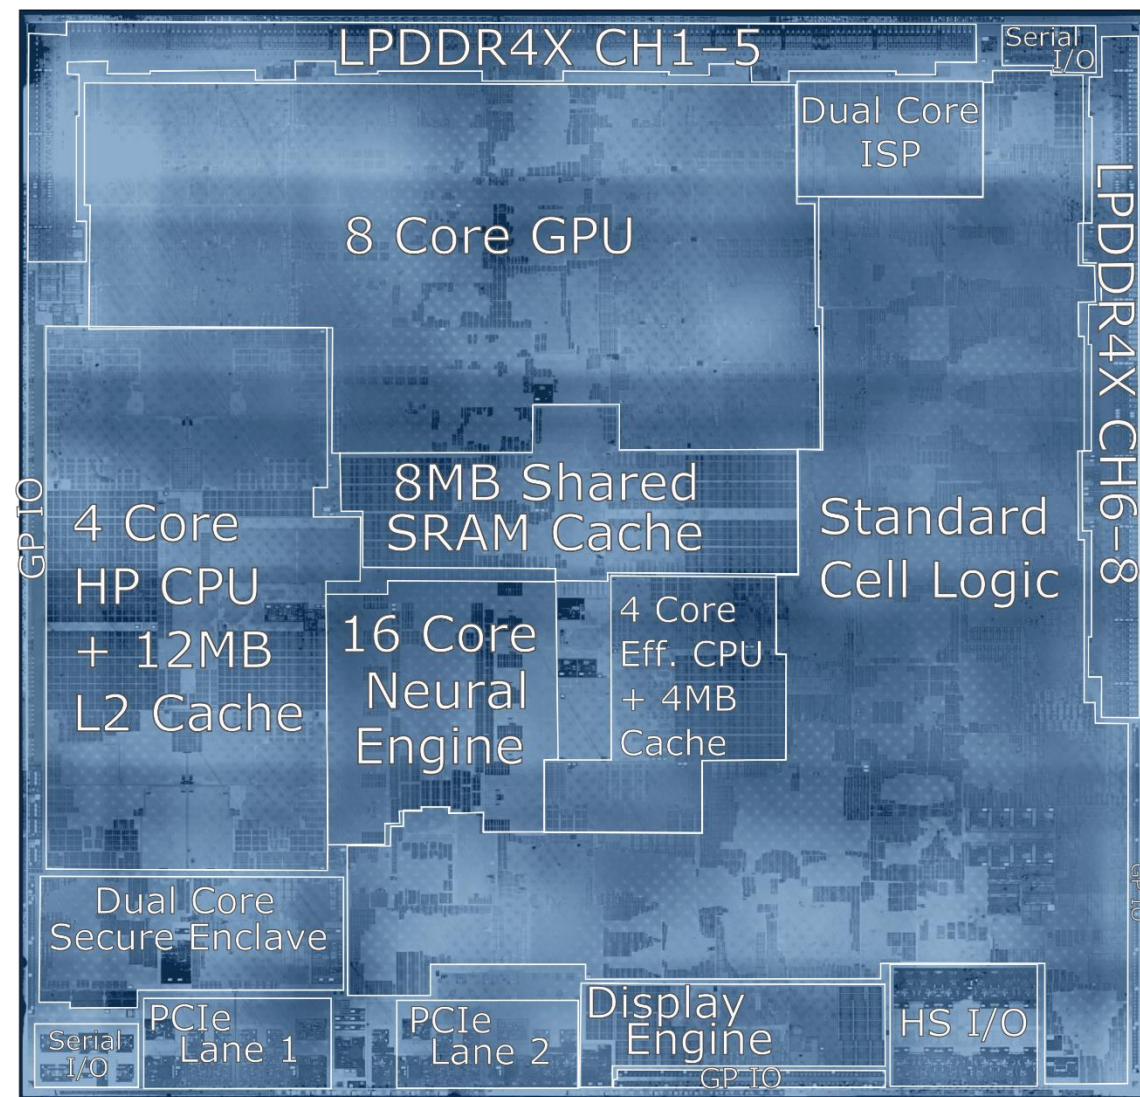 LPDDR4X CH1–5
Serial
I/O
Dual Core
ISP
8 Core GPU
LPDDR4X CH6–8
8MB Shared
SRAM Cache
GP IO
4 Core
HP CPU
+ 12MB
L2 Cache
16 Core
Neural
Engine
4 Core
Eff. CPU
+ 4MB
Cache
Standard
Cell Logic
GP IO
Dual Core
Secure Enclave
Serial
I/O
PCIe
Lane 1
PCIe
Lane 2
Display
Engine
GP IO
HS I/O